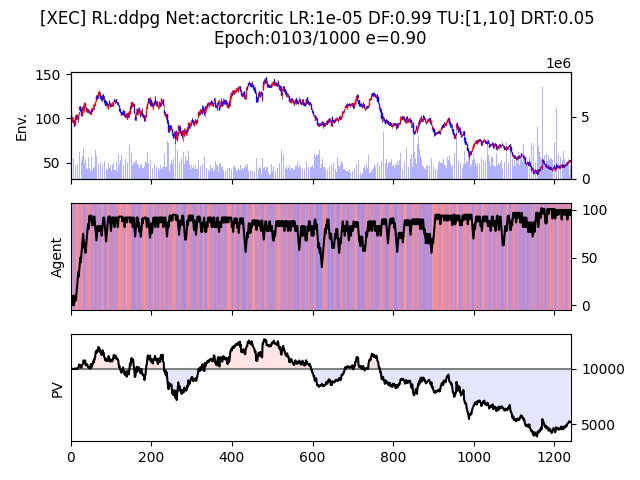 [XEC] RL:ddpg Net:actorcritic LR:1e-05 DF:0.99 TU:[1,10] DRT:0.05
Epoch:0103/1000 e=0.90
1e6
150
100
50
Env.
5
0
Agent
100
50
0
PV
10000
5000
0 200 400 600 800 1000 1200